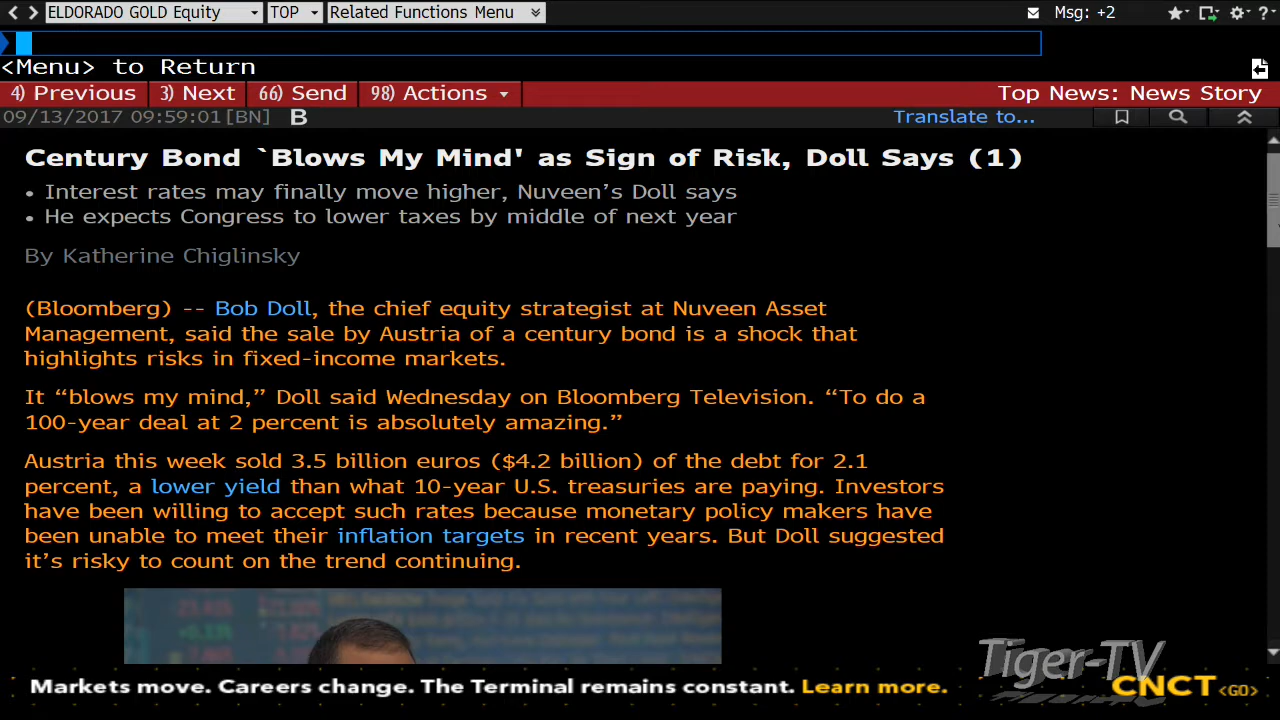 ELDORADO GOLD Equity TOP Related Functions Menu Msg: +2
<Menu> to Return
4) Previous 3) Next 66) Send 98) Actions Top News: News Story
09/13/2017 09:59:01 [BN] B Translate to...
Century Bond `Blows My Mind' as Sign of Risk, Doll Says (1)
• Interest rates may finally move higher, Nuveen's Doll says
• He expects Congress to lower taxes by middle of next year
By Katherine Chiglinsky
(Bloomberg) -- Bob Doll, the chief equity strategist at Nuveen Asset
Management, said the sale by Austria of a century bond is a shock that
highlights risks in fixed-income markets.
It “blows my mind,” Doll said Wednesday on Bloomberg Television. “To do a
100-year deal at 2 percent is absolutely amazing.”
Austria this week sold 3.5 billion euros ($4.2 billion) of the debt for 2.1
percent, a lower yield than what 10-year U.S. treasuries are paying. Investors
have been willing to accept such rates because monetary policy makers have
been unable to meet their inflation targets in recent years. But Doll suggested
it's risky to count on the trend continuing.
Tiger-TV
Markets move. Careers change. The Terminal remains constant. Learn more. CNCT <GO>